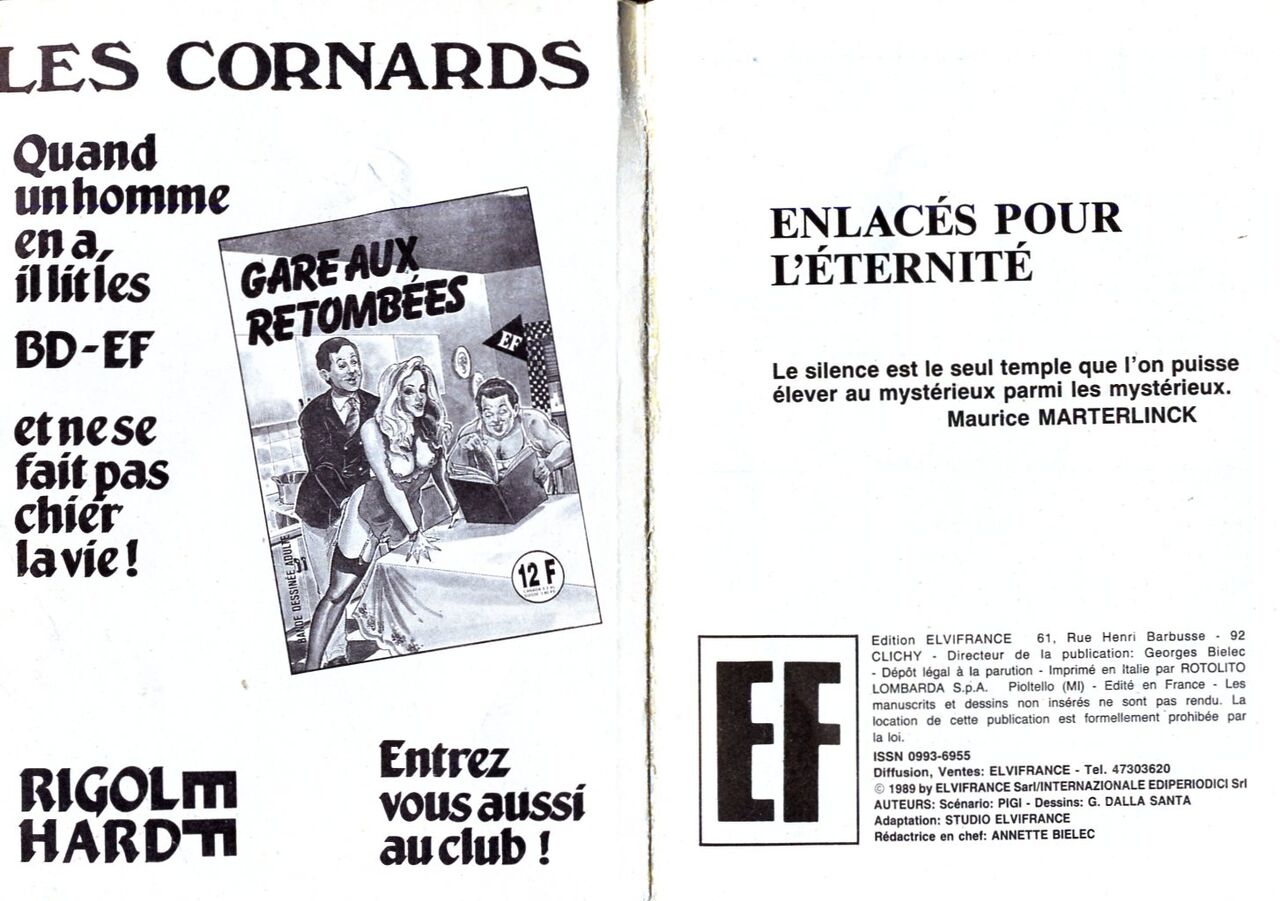 LES CORNARDS
Quand
un homme
en a,
il lit les
BD-EF
et ne se
fait pas
chier
la vie !
GARE AUX
RETOMBÉES
EF
BANDE DESSINÉE ADULTE
12 F
RIGOLEF
HARD
Entrez
vous aussi
au club !
ENLACÉS POUR
L'ÉTERNITÉ
Le silence est le seul temple que l'on puisse
élever au mystérieux parmi les mystérieux.
Maurice MARTERLINCK
EF
Edition ELVIFRANCE 61, Rue Henri Barbusse - 92
CLICHY - Directeur de la publication: Georges Bielec
- Dépôt légal à la parution - Imprimé en Italie par ROTOLITO
LOMBARDA S.p.A. Pioltello (MI) - Edité en France - Les
manuscrits et dessins non insérés ne sont pas rendu. La
location de cette publication est formellement prohibée par
la loi.
ISSN 0993-6955
Diffusion, Ventes: ELVIFRANCE - Tel. 47303620
© 1989 by ELVIFRANCE Sarl/INTERNAZIONALE EDIPERIODICI Srl
AUTEURS: Scénario: PIGI - Dessins: G. DALLA SANTA
Adaptation: STUDIO ELVIFRANCE
Rédactrice en chef: ANNETTE BIELEC